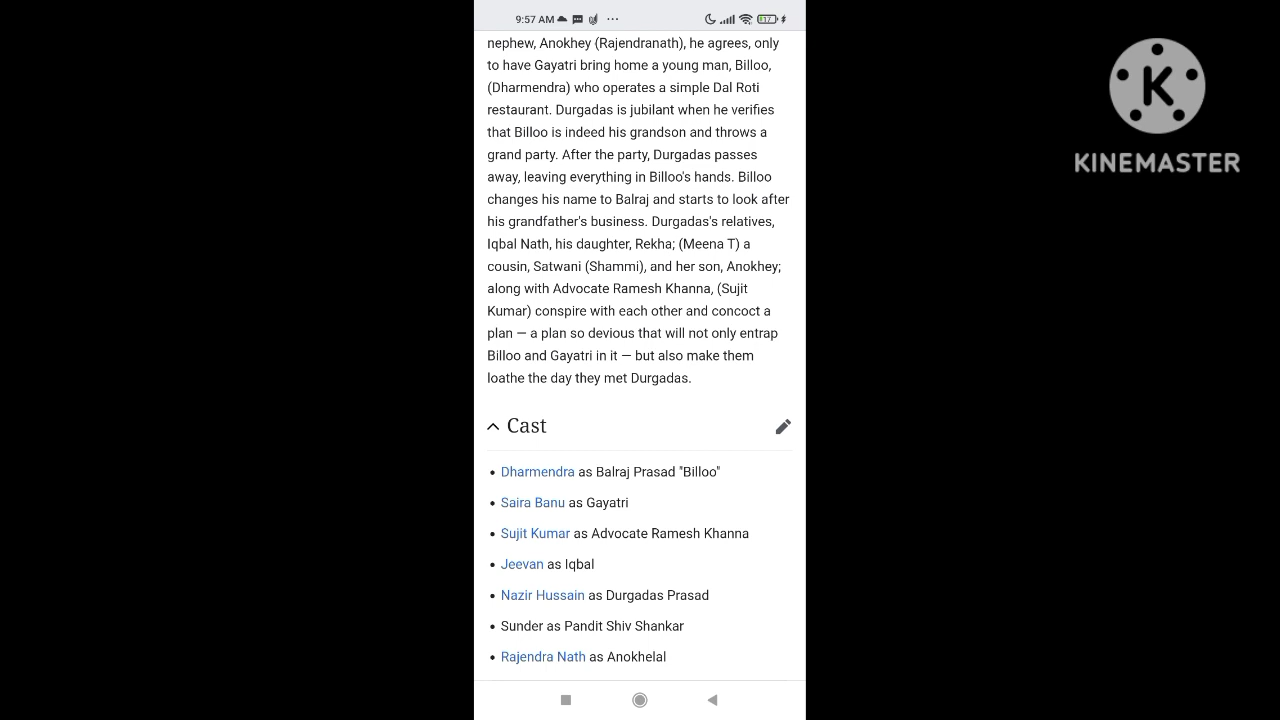 9:57 AM
17
nephew, Anokhey (Rajendranath), he agrees, only
to have Gayatri bring home a young man, Billoo,
(Dharmendra) who operates a simple Dal Roti
restaurant. Durgadas is jubilant when he verifies
that Billoo is indeed his grandson and throws a
grand party. After the party, Durgadas passes
away, leaving everything in Billoo's hands. Billoo
changes his name to Balraj and starts to look after
his grandfather's business. Durgadas's relatives,
Iqbal Nath, his daughter, Rekha; (Meena T) a
cousin, Satwani (Shammi), and her son, Anokhey;
along with Advocate Ramesh Khanna, (Sujit
Kumar) conspire with each other and concoct a
plan — a plan so devious that will not only entrap
Billoo and Gayatri in it — but also make them
loathe the day they met Durgadas.
Cast
• Dharmendra as Balraj Prasad "Billoo"
• Saira Banu as Gayatri
• Sujit Kumar as Advocate Ramesh Khanna
• Jeevan as Iqbal
• Nazir Hussain as Durgadas Prasad
• Sunder as Pandit Shiv Shankar
• Rajendra Nath as Anokhelal
K
KINEMASTER